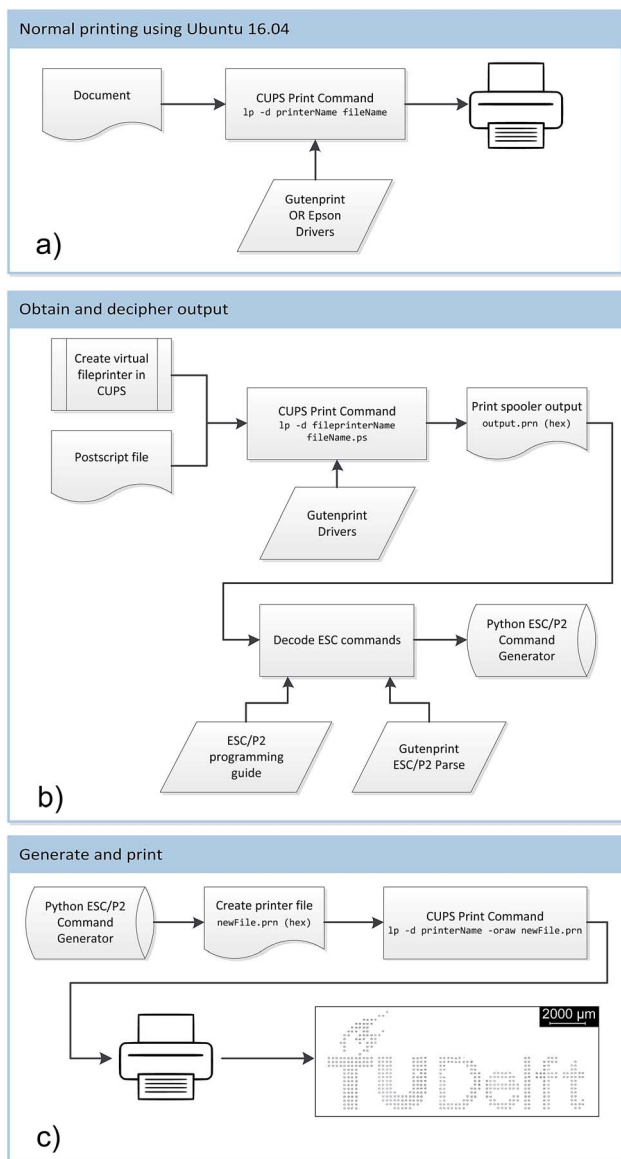 Normal printing using Ubuntu 16.04
Document
CUPS Print Command
lp -d printerName fileName
Gutenprint
OR Epson
Drivers
a)
Obtain and decipher output
Create virtual
fileprinter in
CUPS
Postscript file
CUPS Print Command
lp -d fileprinterName
fileName.ps
Print spooler output
output.prn (hex)
Gutenprint
Drivers
Decode ESC commands
Python ESC/P2
Command
Generator
ESC/P2
programming
guide
Gutenprint
ESC/P2 Parse
b)
Generate and print
Python ESC/P2
Command
Generator
Create printer file
newFile.prn (hex)
CUPS Print Command
lp -d printerName -oraw newFile.prn
2000 µm
TUDelft
c)